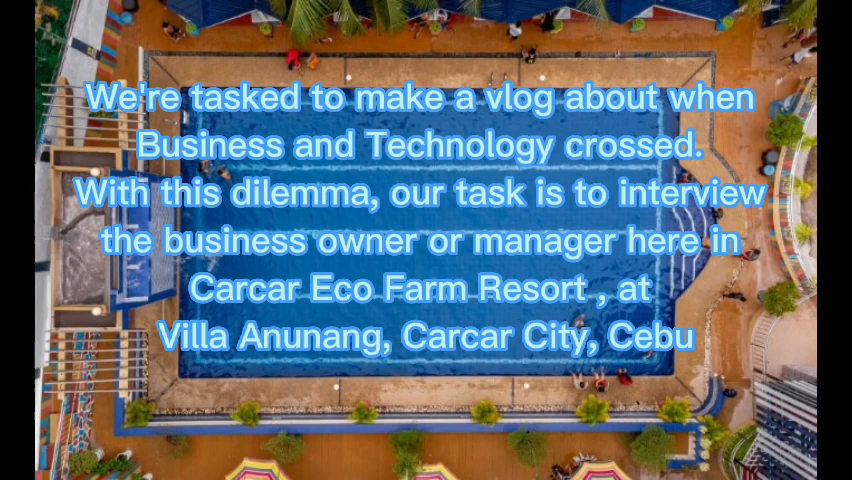 We're tasked to make a vlog about when
Business and Technology crossed.
With this dilemma, our task is to interview
the business owner or manager here in
Carcar Eco Farm Resort , at
Villa Anunang, Carcar City, Cebu